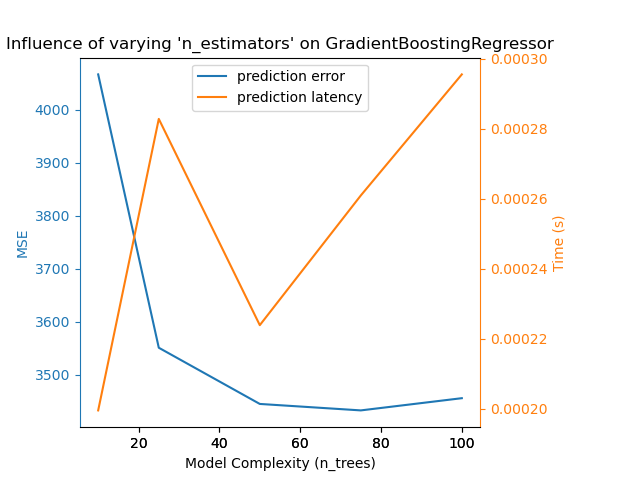 Influence of varying 'n_estimators' on GradientBoostingRegressor
prediction error
prediction latency
4000
3900
3800
3700
3600
3500
MSE
0.00030
0.00028
0.00026
0.00024
0.00022
0.00020
Time (s)
20 40 60 80 100
Model Complexity (n_trees)